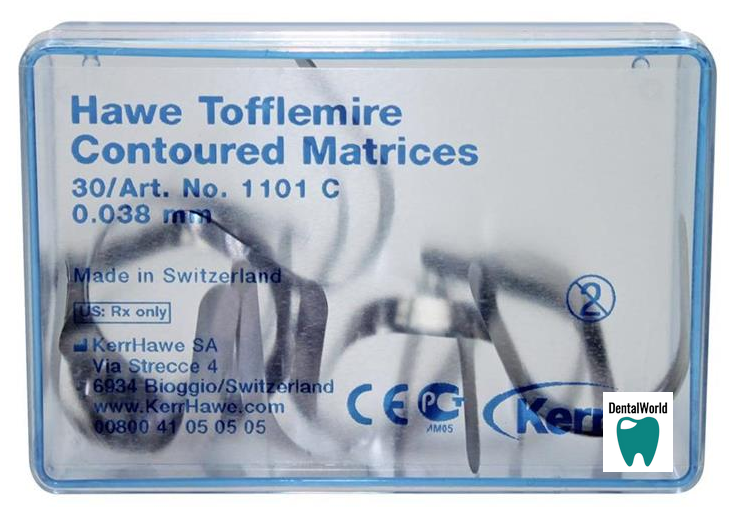 Hawe Tofflemire
Contoured Matrices
30/Art. No. 1101 C
0.038 mm
Made in Switzerland
US: Rx only
KerrHawe SA
Via Strecce 4
6934 Bioggio/Switzerland
www.KerrHawe.com
00800 41 05 05 05
2
CE
PCT
AM05
Kerr
DentalWorld